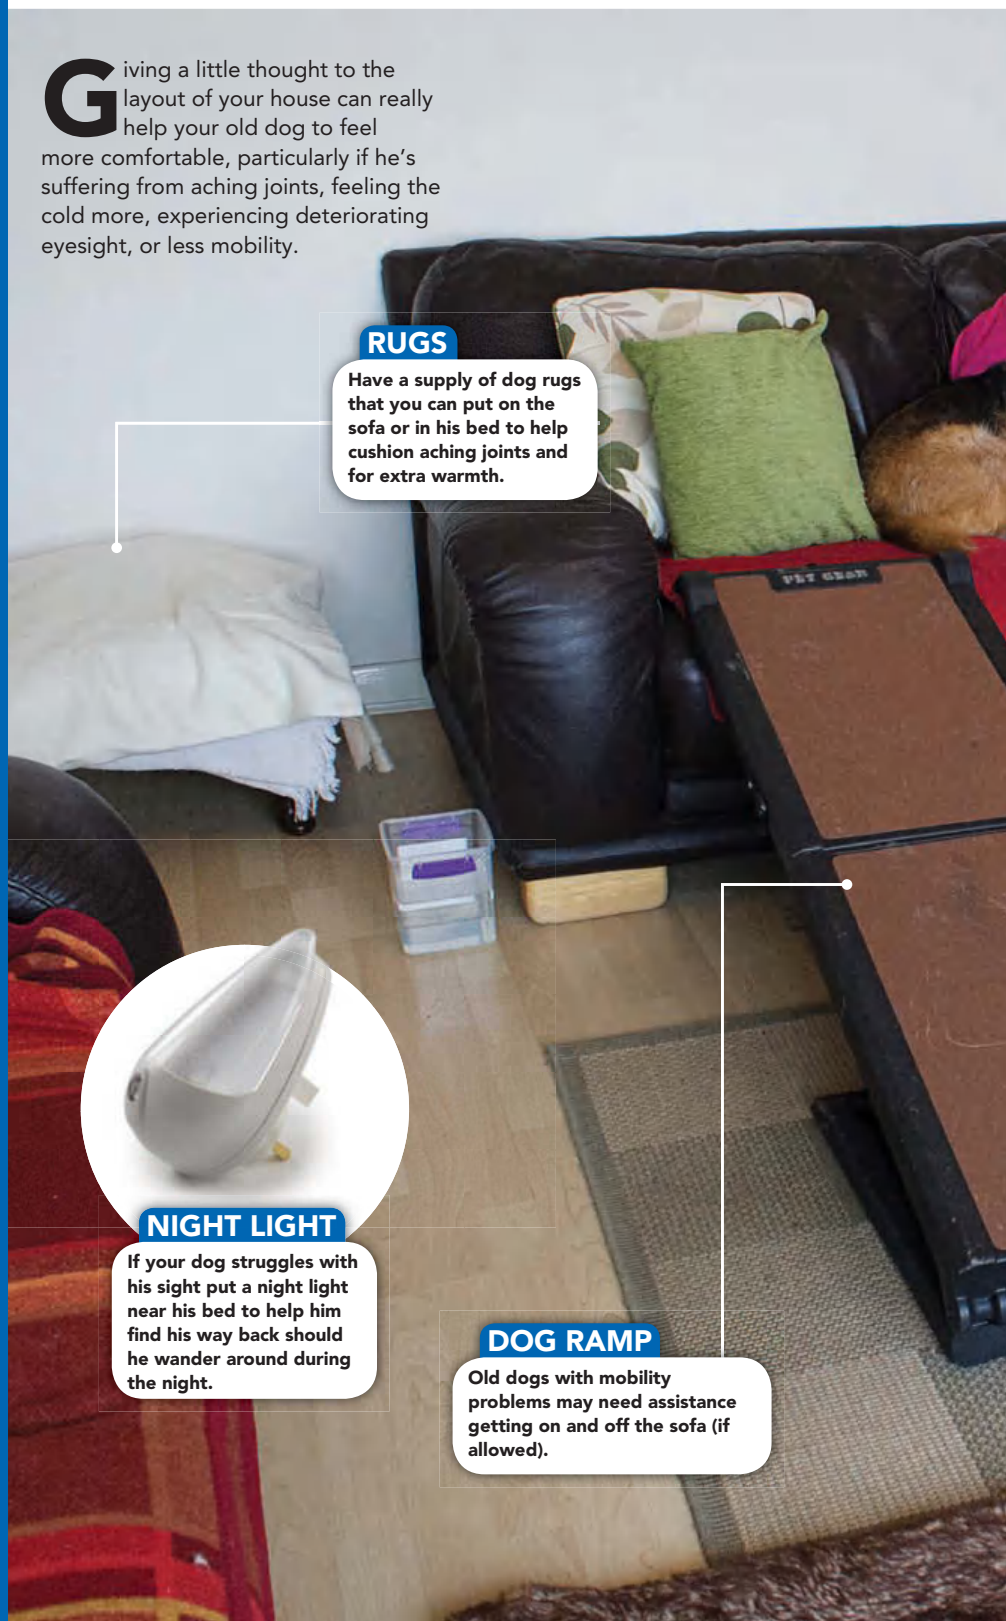 Giving a little thought to the
layout of your house can really
help your old dog to feel
more comfortable, particularly if he's
suffering from aching joints, feeling the
cold more, experiencing deteriorating
eyesight, or less mobility.
RUGS
Have a supply of dog rugs
that you can put on the
sofa or in his bed to help
cushion aching joints and
for extra warmth.
PET GEAR
NIGHT LIGHT
If your dog struggles with
his sight put a night light
near his bed to help him
find his way back should
he wander around during
the night.
DOG RAMP
Old dogs with mobility
problems may need assistance
getting on and off the sofa (if
allowed).